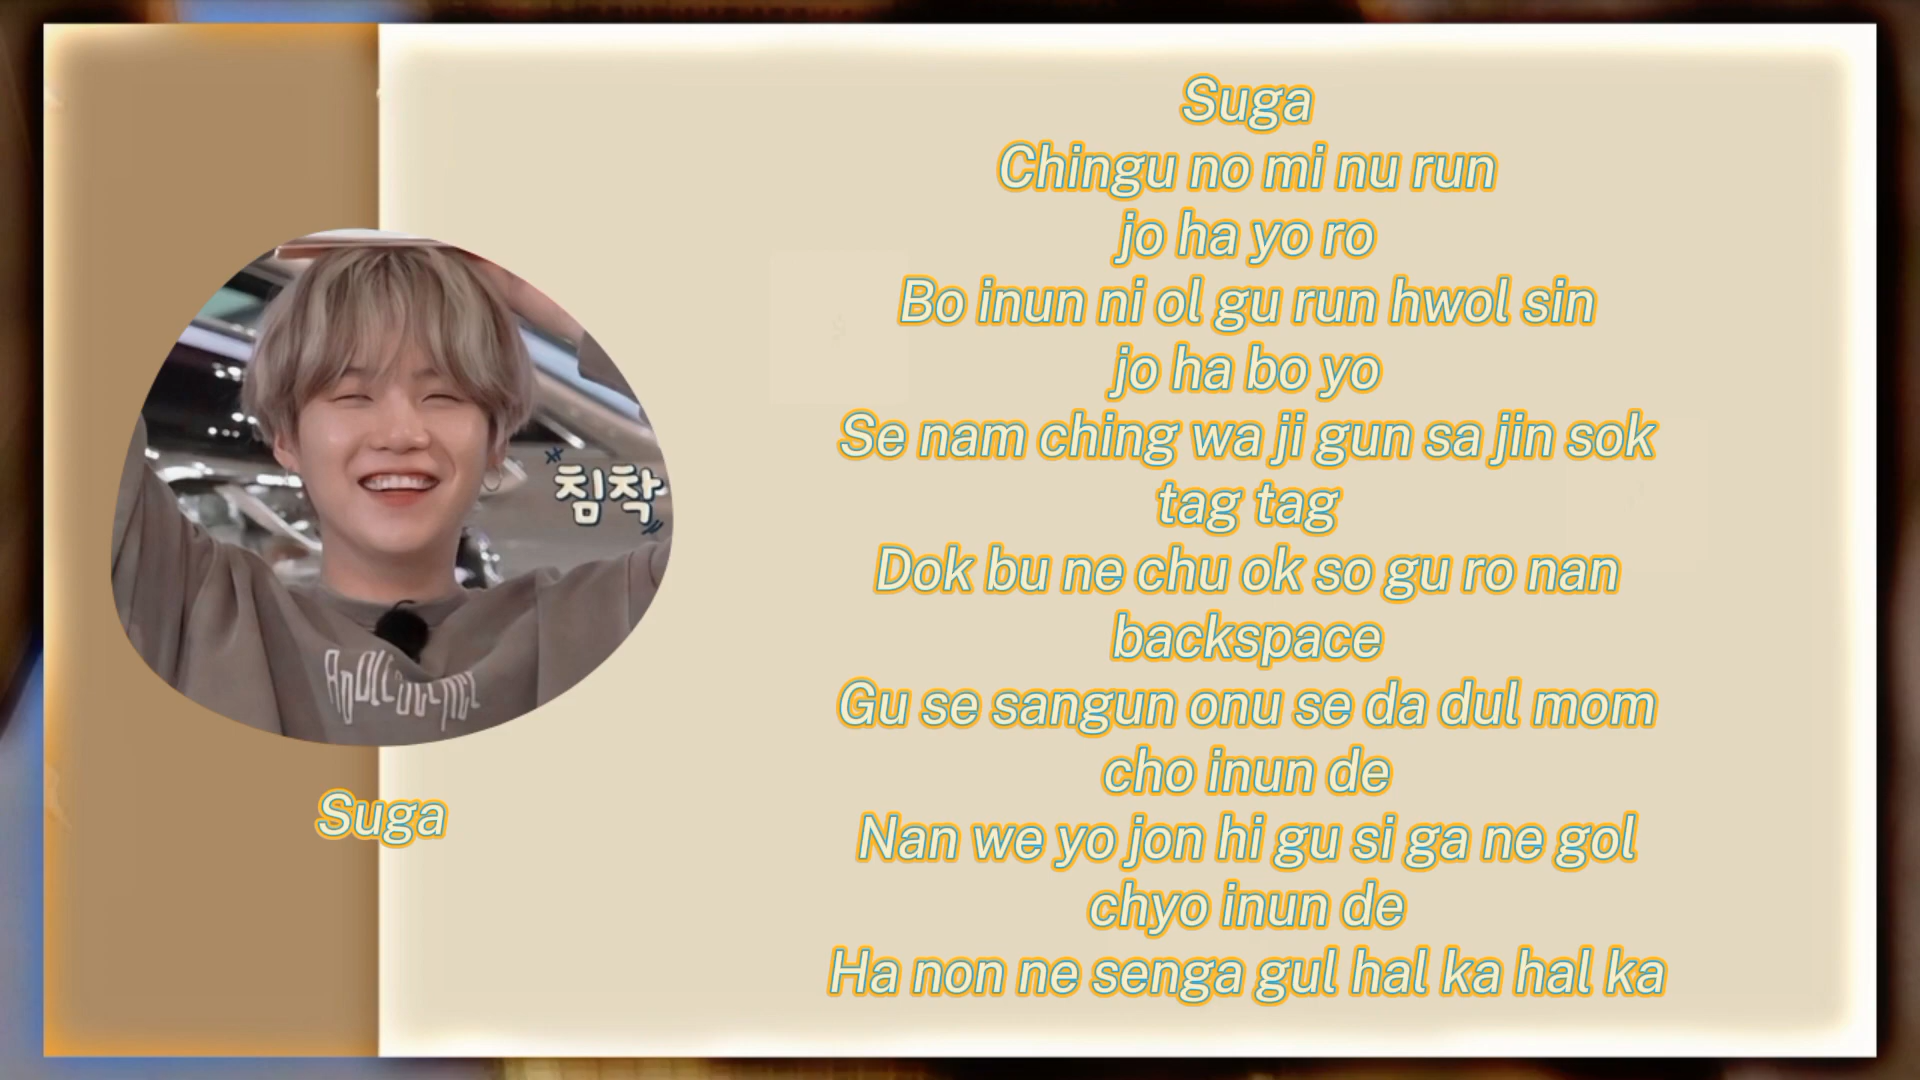 Suga
Chingu no mi nu run
jo ha yo ro
Bo inun ni ol gu run hwol sin
jo ha bo yo
Se nam ching wa ji gun sa jin sok
tag tag
Dok bu ne chu ok so gu ro nan
backspace
Gu se sangun onu se da dul mom
cho inun de
Nan we yo jon hi gu si ga ne gol
chyo inun de
Ha non ne senga gul hal ka hal ka
침착
Suga